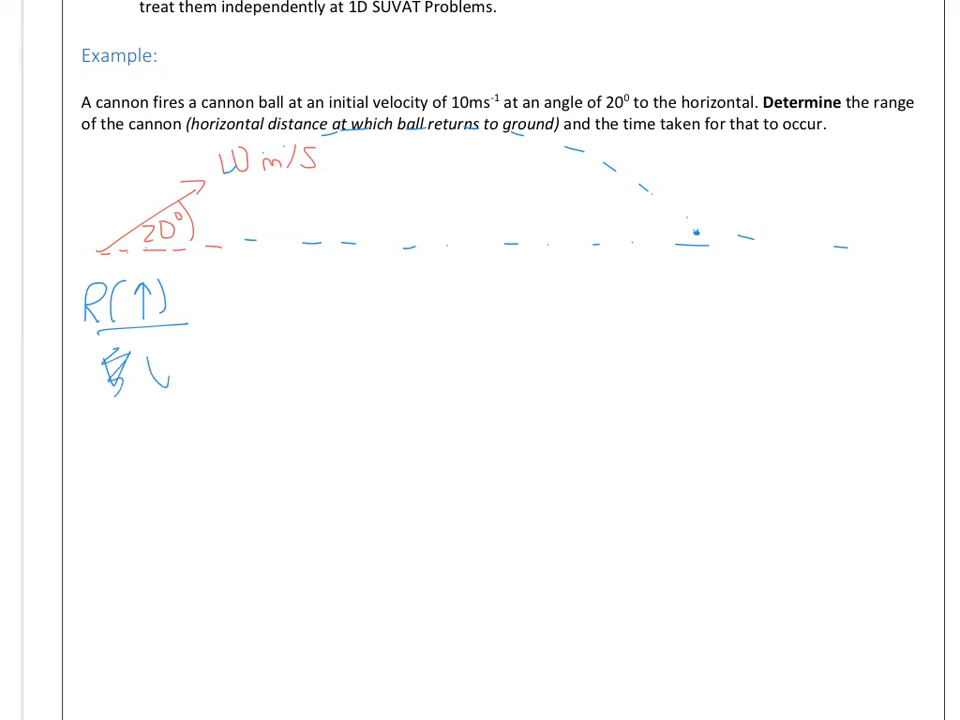 treat them independently at 1D SUVAT Problems.
Example:
A cannon fires a cannon ball at an initial velocity of 10ms⁻¹ at an angle of 20⁰ to the horizontal. Determine the range
of the cannon (horizontal distance at which ball returns to ground) and the time taken for that to occur.
10 m/s
20⁰
R(↑)